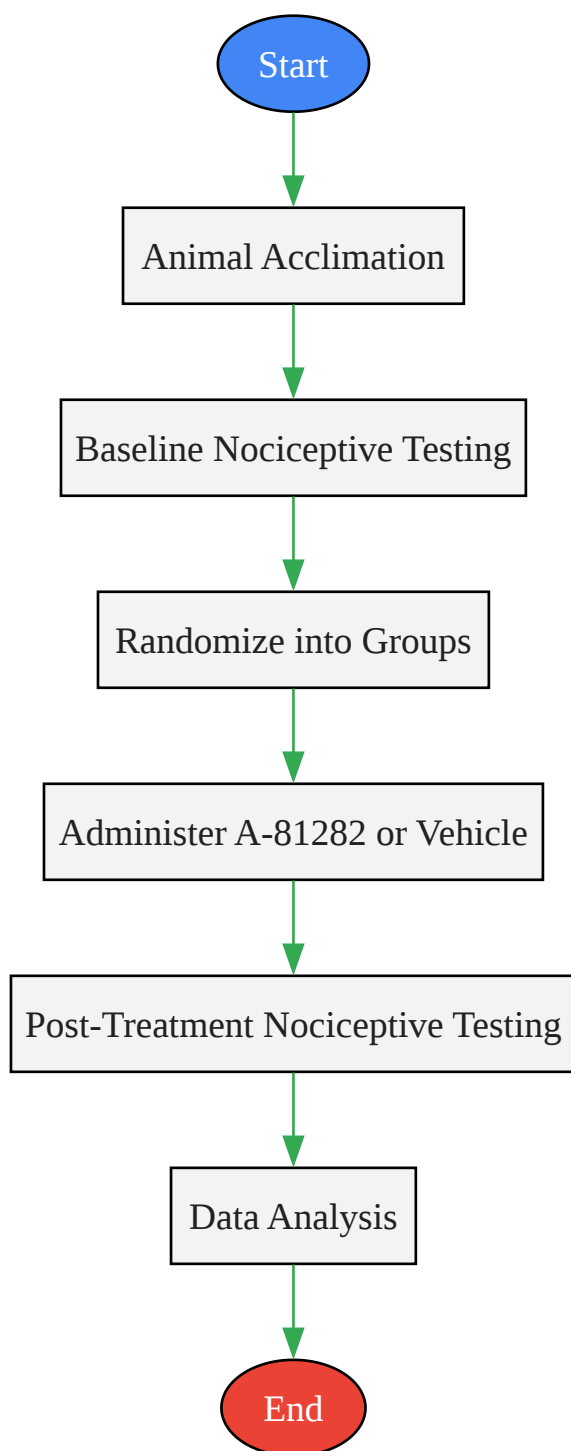 Start
Animal Acclimation
Baseline Nociceptive Testing
Randomize into Groups
Administer A-81282 or Vehicle
Post-Treatment Nociceptive Testing
Data Analysis
End